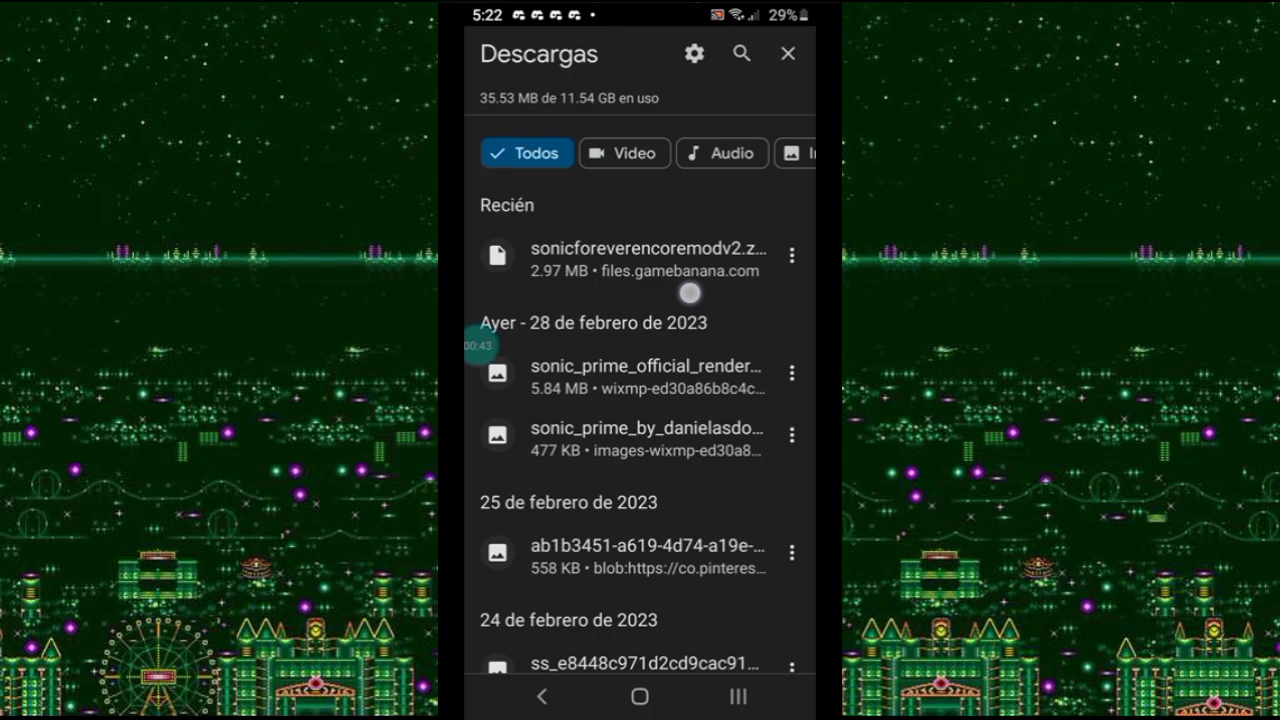 5:22
29%
Descargas
35.53 MB de 11.54 GB en uso
Todos
Video
Audio
Recién
sonicforeverencoremodv2.z...
2.97 MB • files.gamebanana.com
Ayer - 28 de febrero de 2023
00:43
sonic_prime_official_render...
5.84 MB • wixmp-ed30a86b8c4c...
sonic_prime_by_danielasdo...
477 KB • images-wixmp-ed30a8...
25 de febrero de 2023
ab1b3451-a619-4d74-a19e-...
558 KB • blob:https://co.pinteres...
24 de febrero de 2023
ss_e8448c971d2cd9cac91...